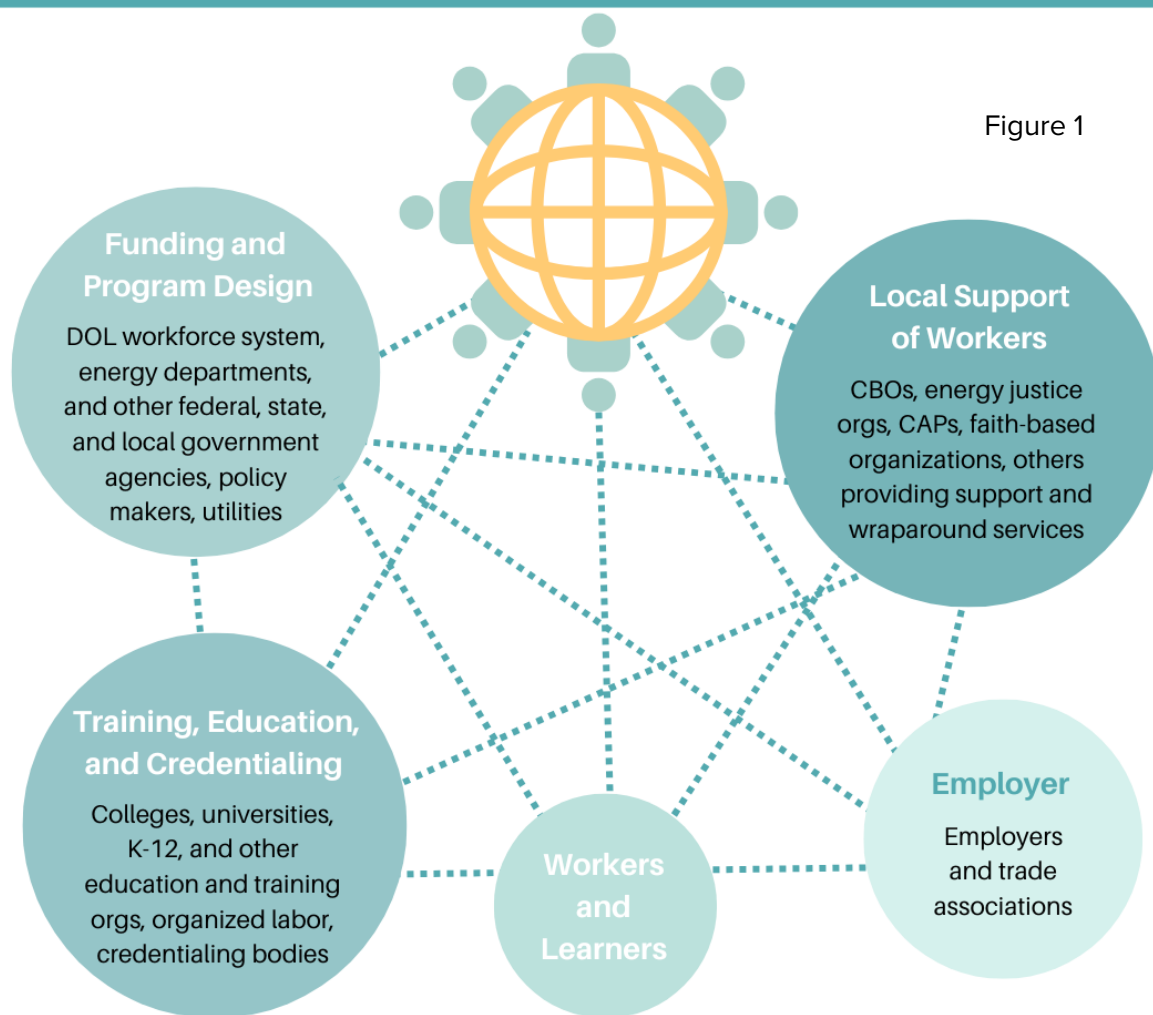 Figure 1
Funding and
Program Design
DOL workforce system,
energy departments,
and other federal, state,
and local government
agencies, policy
makers, utilities
Local Support
of Workers
CBOs, energy justice
orgs, CAPs, faith-based
organizations, others
providing support and
wraparound services
Training, Education,
and Credentialing
Colleges, universities,
K-12, and other
education and training
orgs, organized labor,
credentialing bodies
Workers
and
Learners
Employer
Employers
and trade
associations